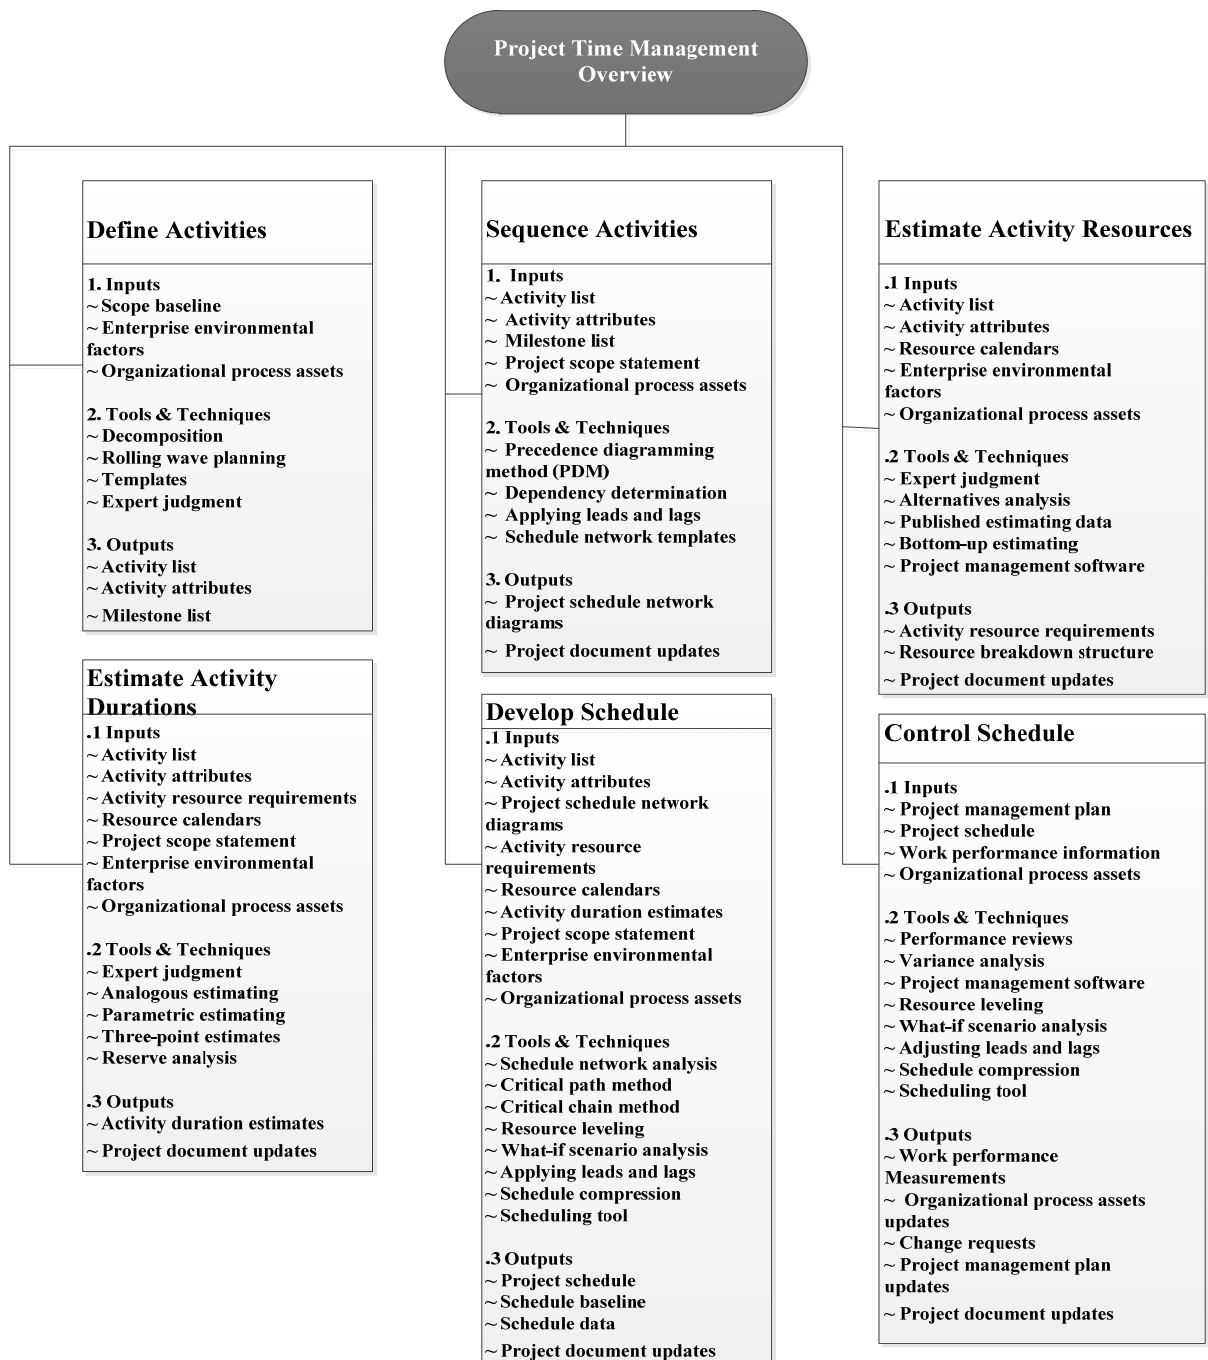 Project Time Management
Overview
Define Activities
1. Inputs
~ Scope baseline
~ Enterprise environmental
factors
~ Organizational process assets
2. Tools & Techniques
~ Decomposition
~ Rolling wave planning
~ Templates
~ Expert judgment
3. Outputs
~ Activity list
~ Activity attributes
~ Milestone list
Sequence Activities
1. Inputs
~ Activity list
~ Activity attributes
~ Milestone list
~ Project scope statement
~ Organizational process assets
2. Tools & Techniques
~ Precedence diagramming
method (PDM)
~ Dependency determination
~ Applying leads and lags
~ Schedule network templates
3. Outputs
~ Project schedule network
diagrams
~ Project document updates
Estimate Activity Resources
.1 Inputs
~ Activity list
~ Activity attributes
~ Resource calendars
~ Enterprise environmental
factors
~ Organizational process assets
.2 Tools & Techniques
~ Expert judgment
~ Alternatives analysis
~ Published estimating data
~ Bottom-up estimating
~ Project management software
.3 Outputs
~ Activity resource requirements
~ Resource breakdown structure
~ Project document updates
Estimate Activity
Durations
.1 Inputs
~ Activity list
~ Activity attributes
~ Activity resource requirements
~ Resource calendars
~ Project scope statement
~ Enterprise environmental
factors
~ Organizational process assets
.2 Tools & Techniques
~ Expert judgment
~ Analogous estimating
~ Parametric estimating
~ Three-point estimates
~ Reserve analysis
.3 Outputs
~ Activity duration estimates
~ Project document updates
Develop Schedule
.1 Inputs
~ Activity list
~ Activity attributes
~ Project schedule network
diagrams
~ Activity resource
requirements
~ Resource calendars
~ Activity duration estimates
~ Project scope statement
~ Enterprise environmental
factors
~ Organizational process assets
.2 Tools & Techniques
~ Schedule network analysis
~ Critical path method
~ Critical chain method
~ Resource leveling
~ What-if scenario analysis
~ Applying leads and lags
~ Schedule compression
~ Scheduling tool
.3 Outputs
~ Project schedule
~ Schedule baseline
~ Schedule data
~ Project document updates
Control Schedule
.1 Inputs
~ Project management plan
~ Project schedule
~ Work performance information
~ Organizational process assets
.2 Tools & Techniques
~ Performance reviews
~ Variance analysis
~ Project management software
~ Resource leveling
~ What-if scenario analysis
~ Adjusting leads and lags
~ Schedule compression
~ Scheduling tool
.3 Outputs
~ Work performance
Measurements
~ Organizational process assets
updates
~ Change requests
~ Project management plan
updates
~ Project document updates